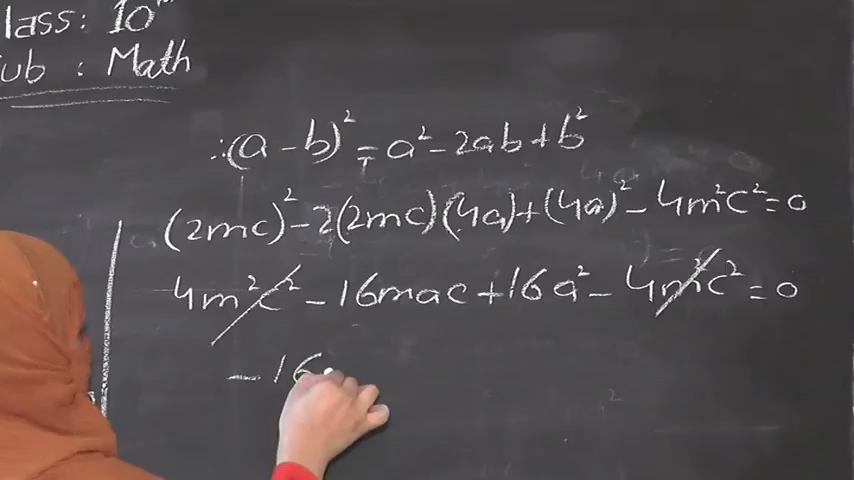 lass: 10
ub : Math
∴(a - b)² = a² - 2ab + b²
(2mc)² - 2(2mc)(4a) + (4a)² - 4m²c² = 0
4m²c² - 16mac + 16a² - 4m²c² = 0
-16